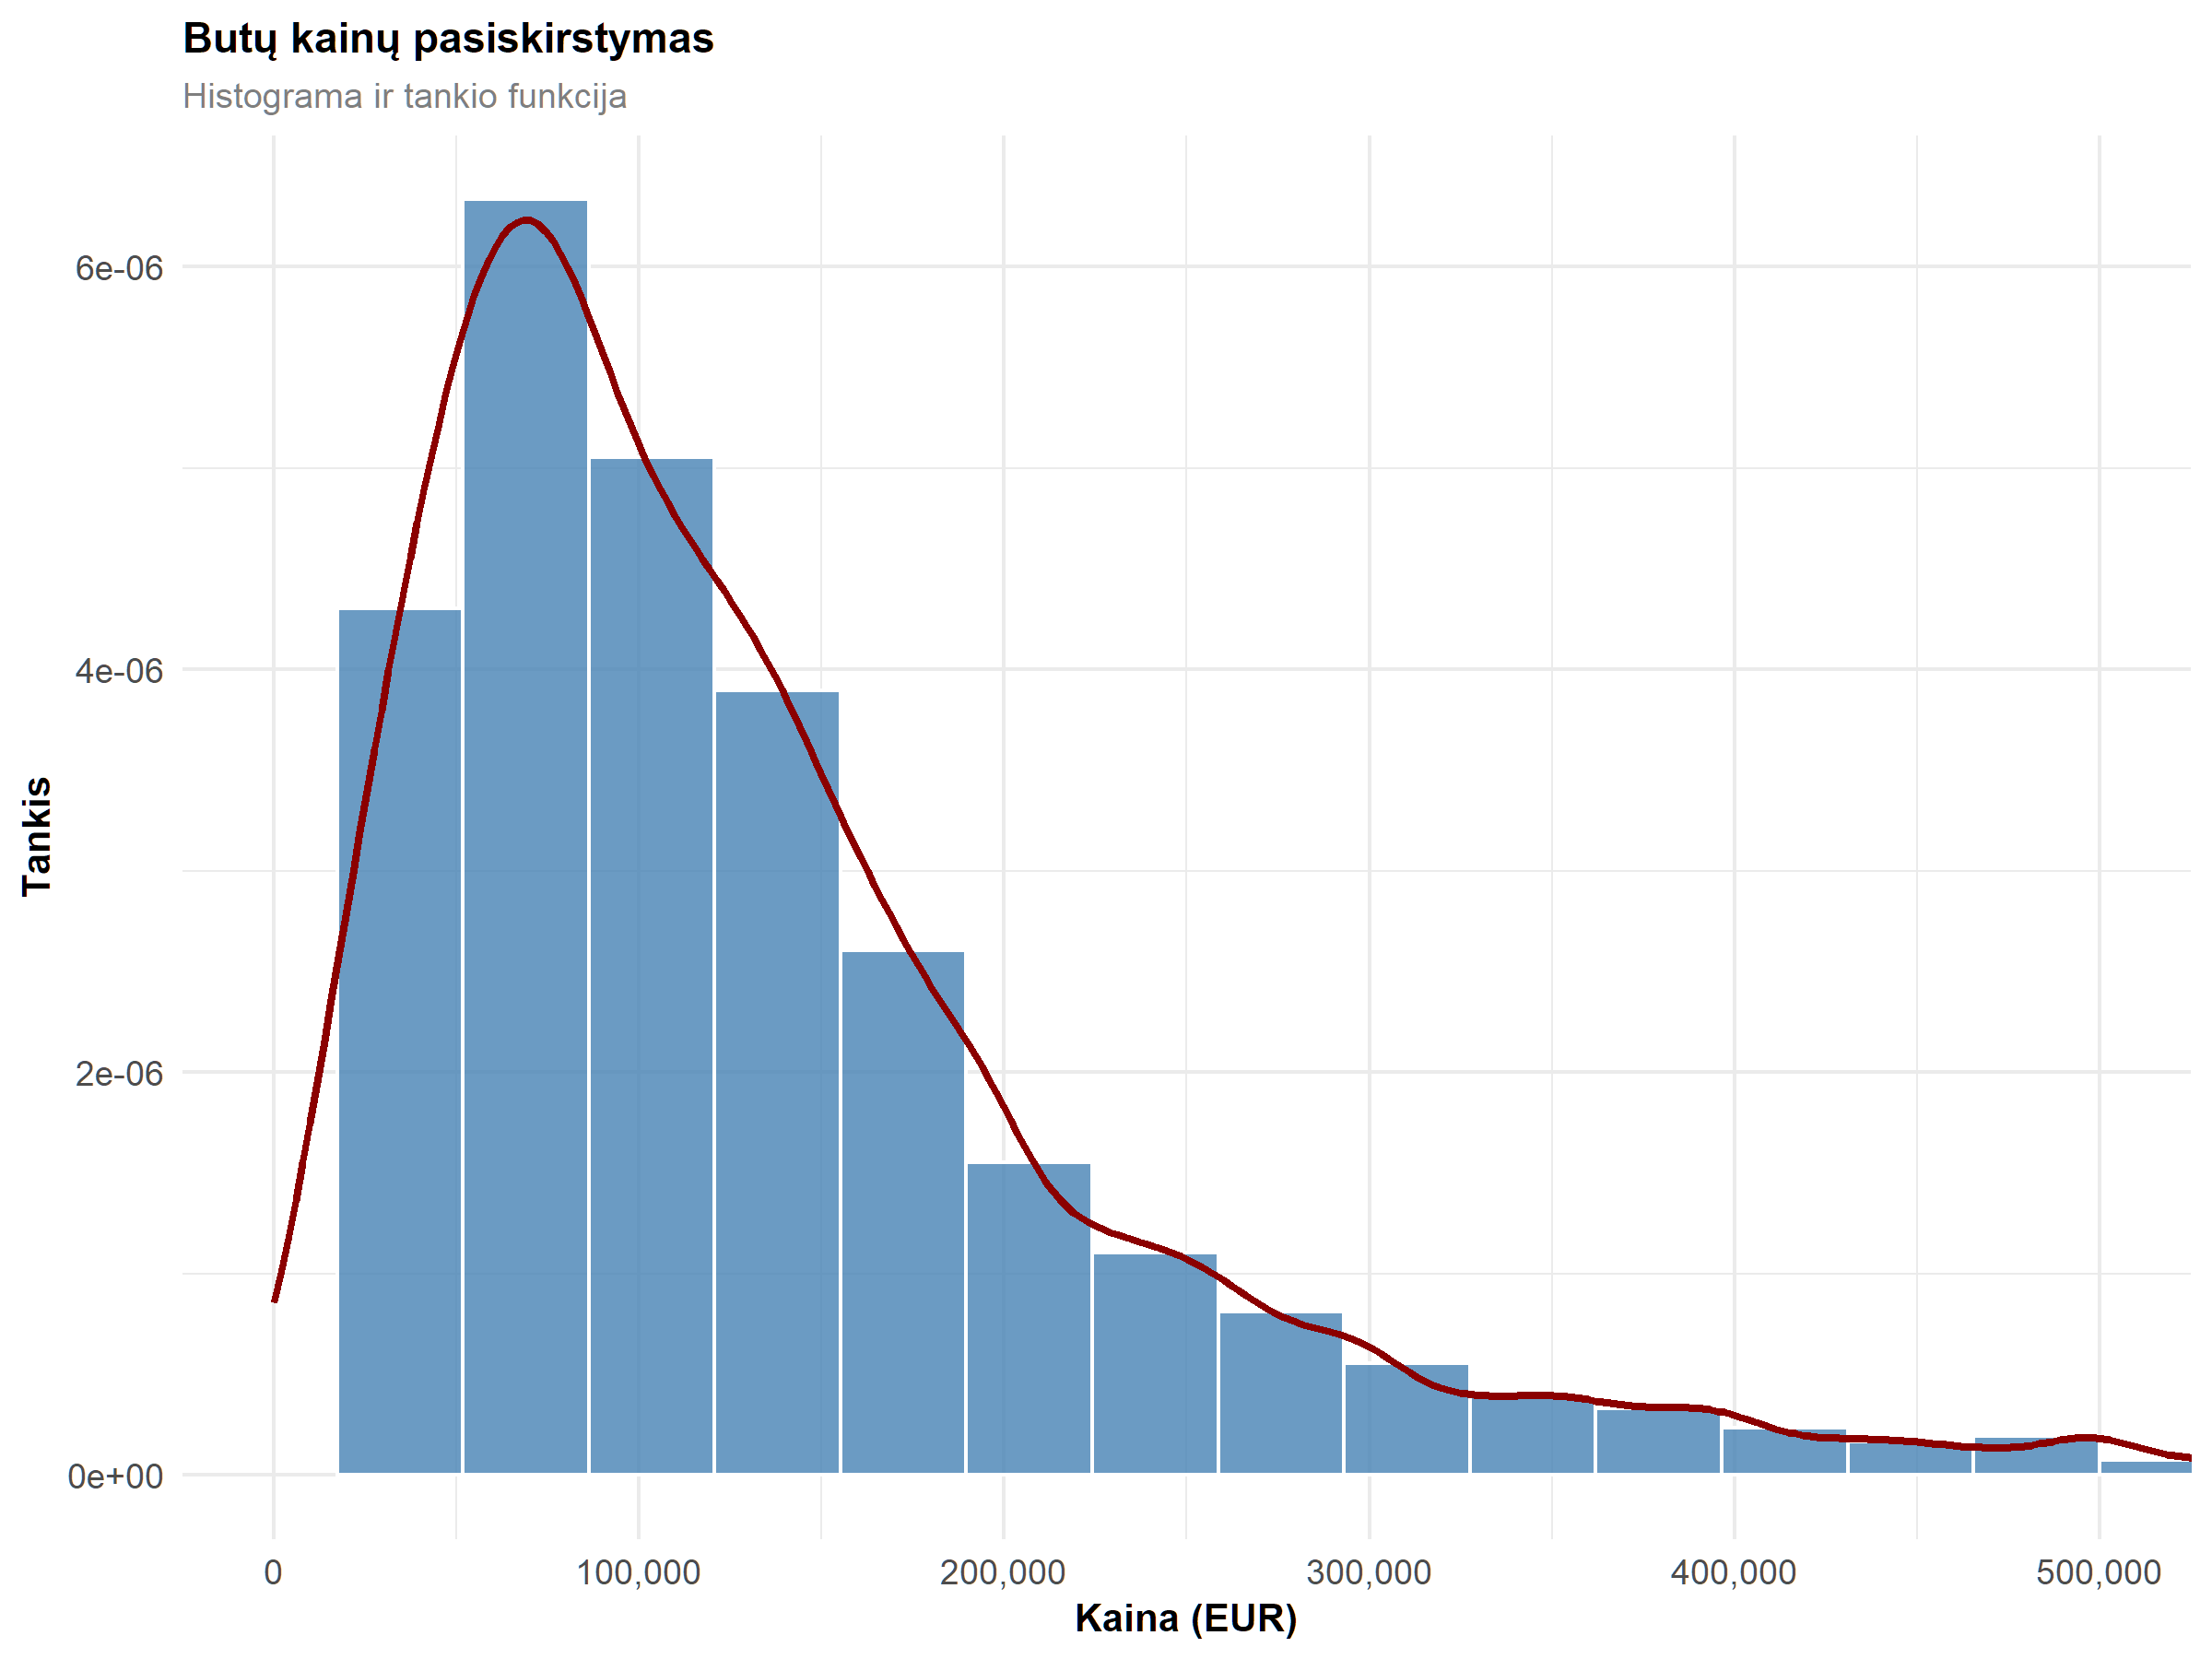 Butų kainų pasiskirstymas
Histograma ir tankio funkcija
Tankis
6e-06
4e-06
2e-06
0e+00
0
100,000
200,000
300,000
400,000
500,000
Kaina (EUR)